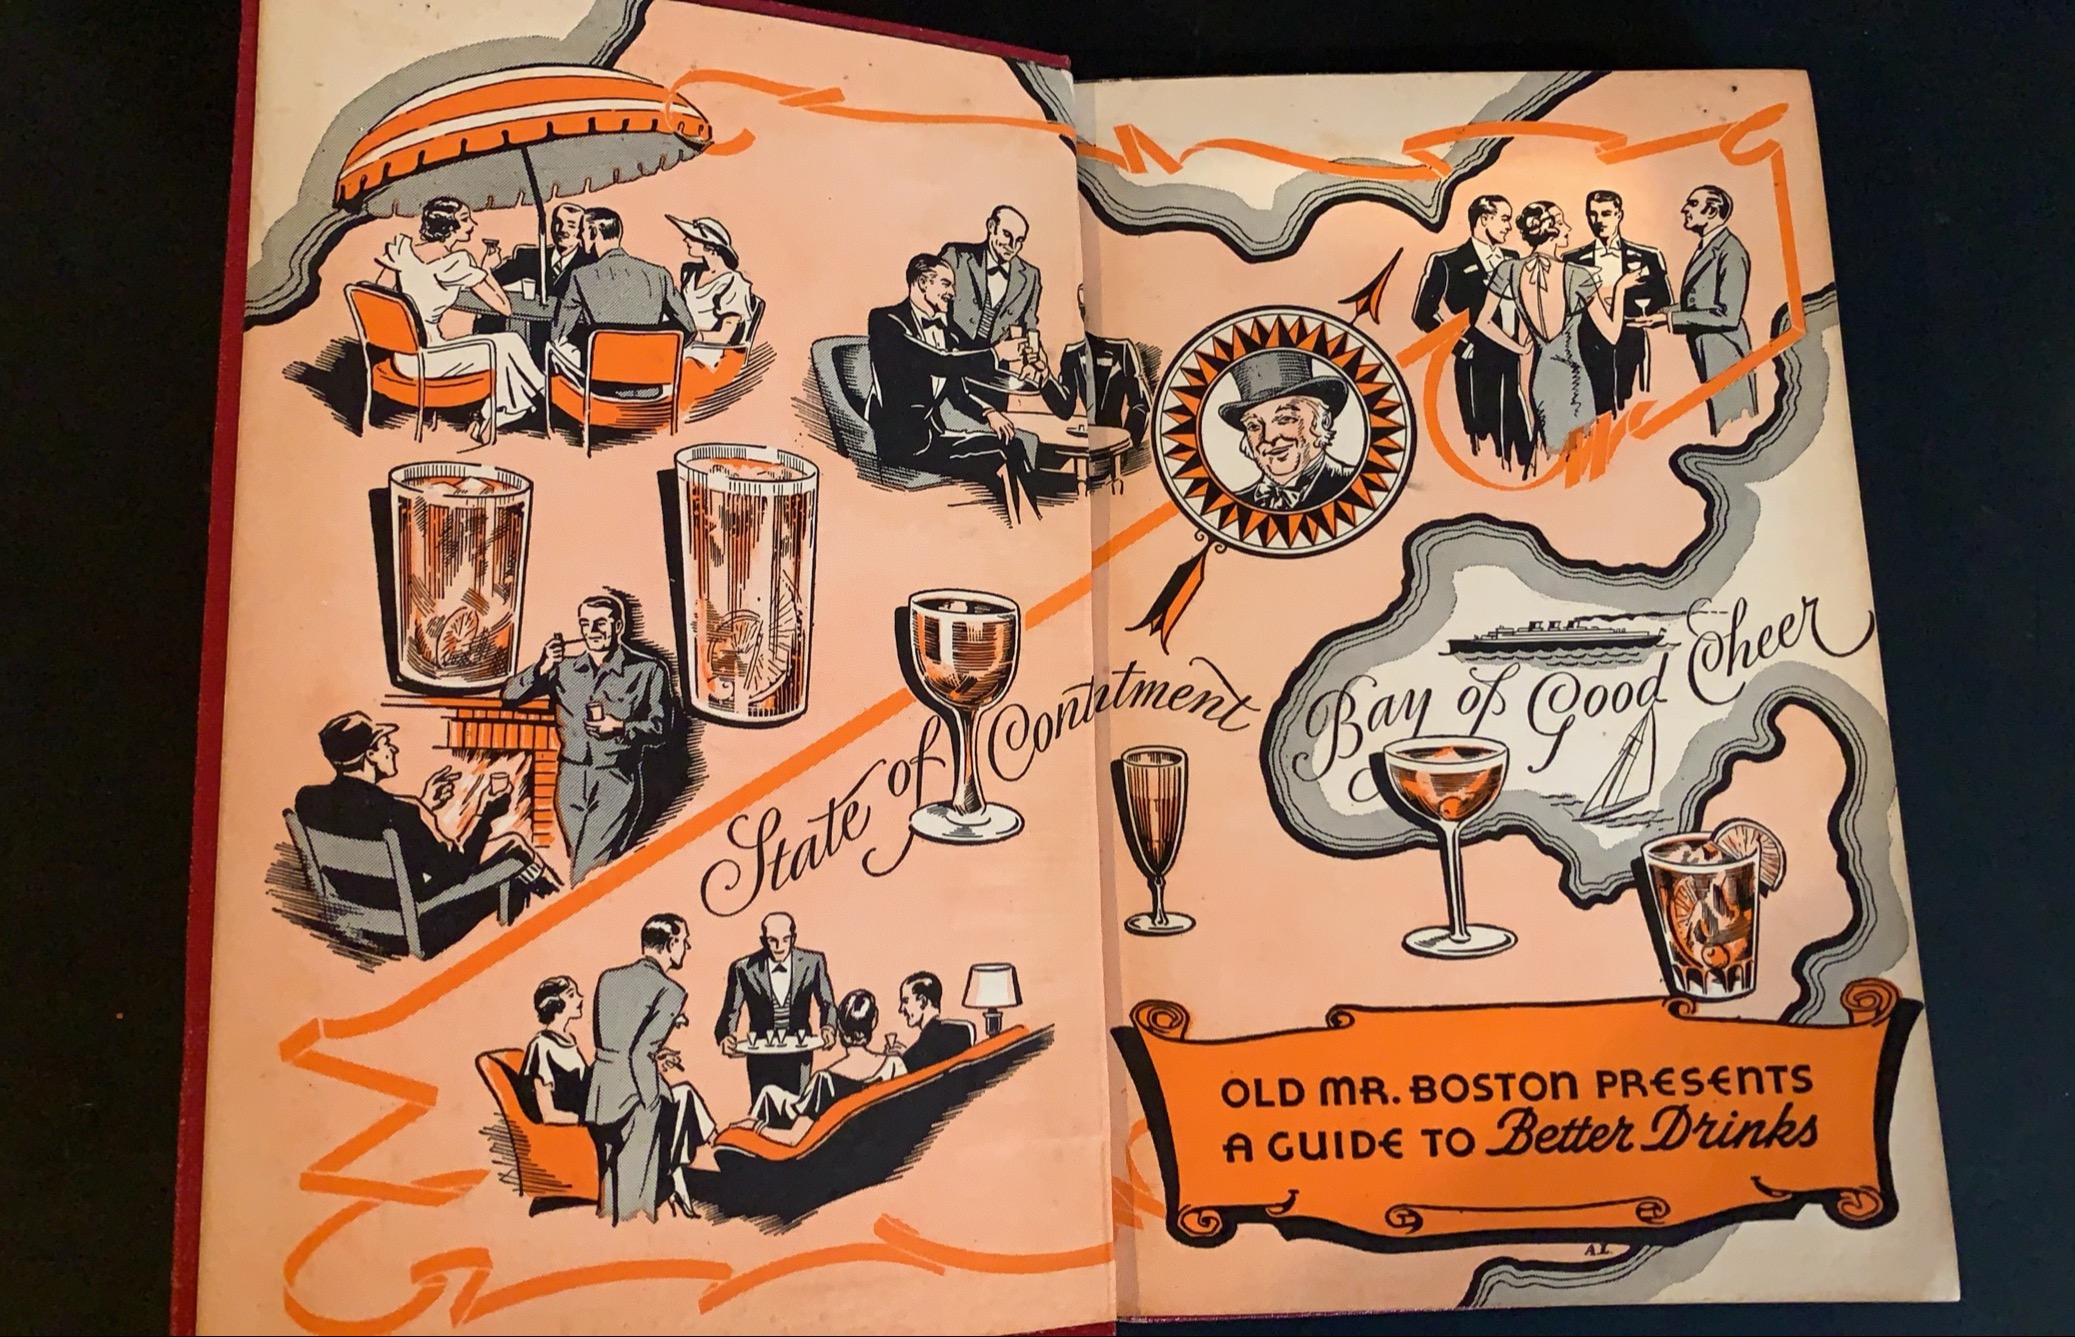 State of Contentment
Bay of Good Cheer
OLD MR. BOSTON PRESENTS
A GUIDE TO Better Drinks
A.L.